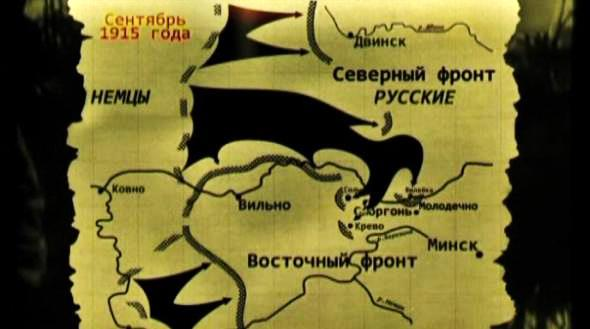 Сентябрь
1915 года
Двинск
Северный фронт
НЕМЦЫ
РУССКИЕ
Ковно
Вилейка
Вильно
Сморгонь
Молодечно
Крево
Минск
Восточный фронт